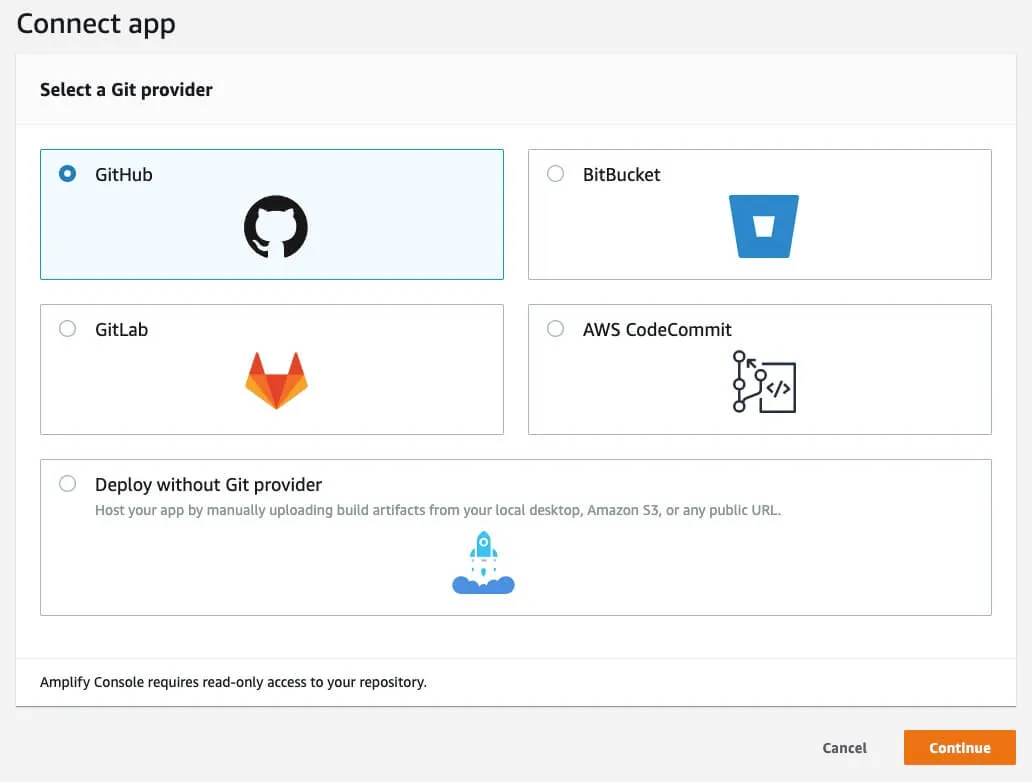 Connect app
Select a Git provider
GitHub
BitBucket
GitLab
AWS CodeCommit
</>
Deploy without Git provider
Host your app by manually uploading build artifacts from your local desktop, Amazon S3, or any public URL.
Amplify Console requires read-only access to your repository.
Cancel
Continue